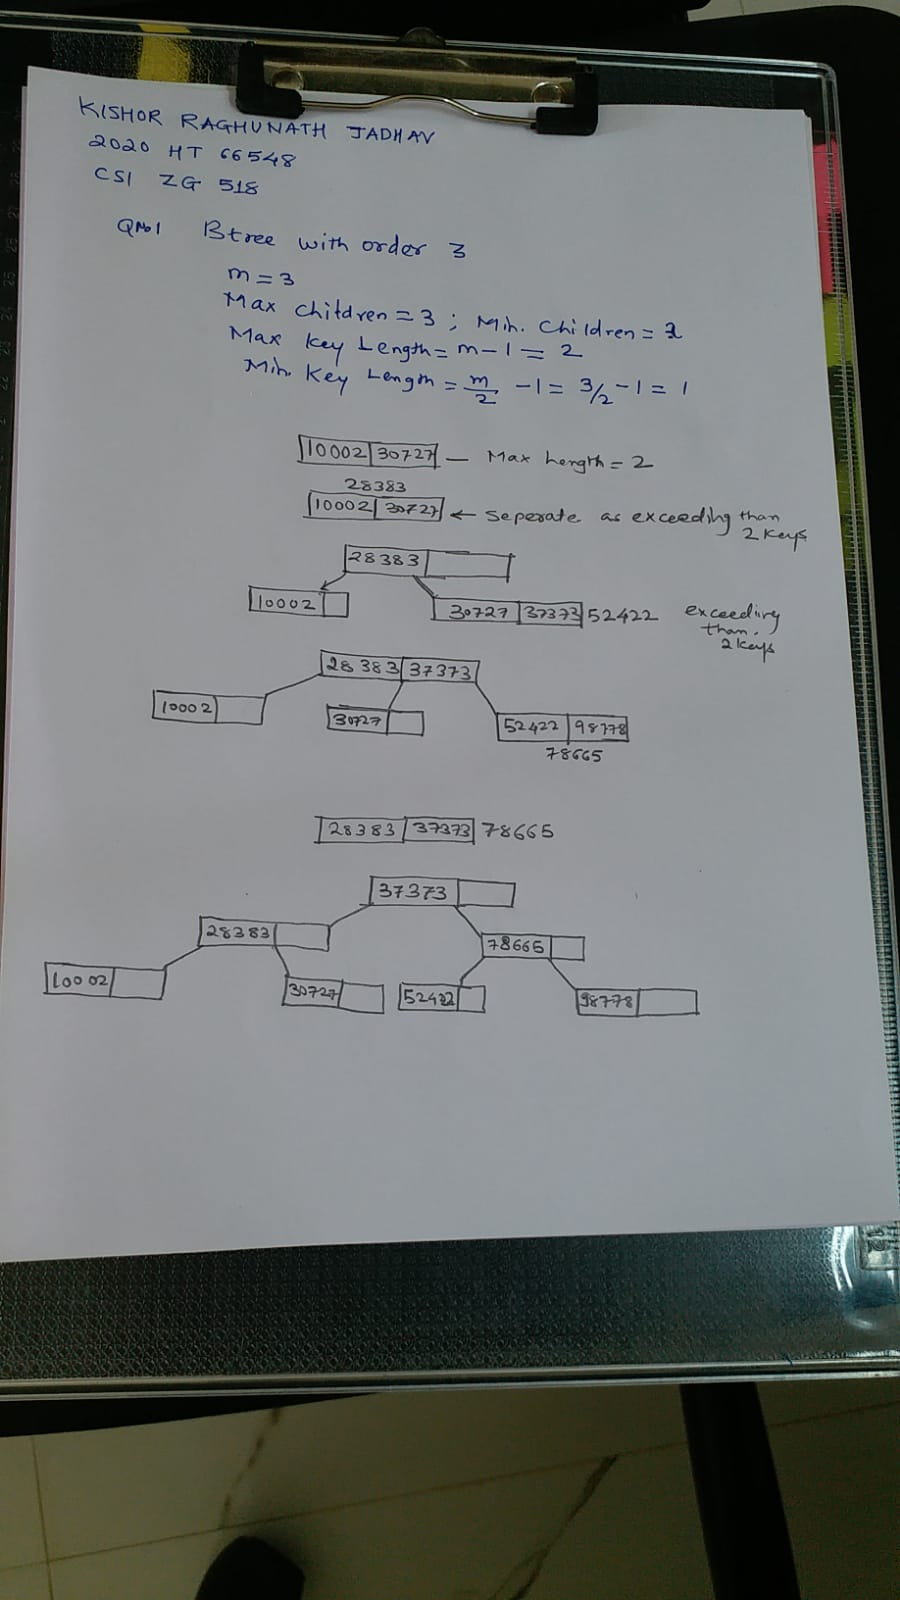 KISHOR RAGHUNATH JADHAV
2020 HT 66548
CSI ZG 518
QNo1 Btree with order 3
m=3
Max children = 3 ; Min. Children = 2
Max key Length = m-1 = 2
Min. Key Length = m/2 -1 = 3/2 -1 = 1
10002 30727 — Max Length = 2
28383
10002 30727 ← Seperate as exceeding than
2 keys
28383
10002 30727 37373 52422 exceeding
than.
2 keys
28383 37373
10002 30727 52422 98778
78665
28383 37373 78665
37373
28383 78665
10002 30727 52422 98778